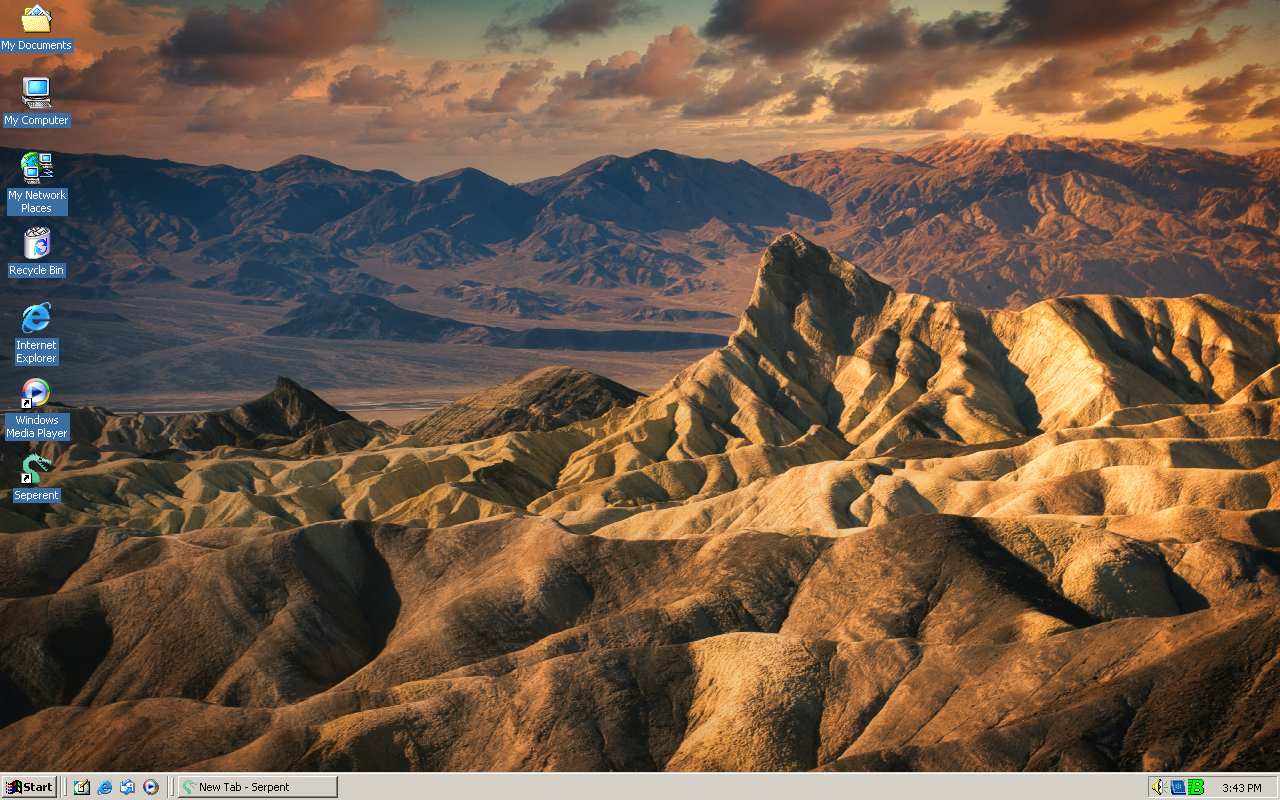 My Documents
My Computer
My Network
Places
Recycle Bin
Internet
Explorer
Windows
Media Player
Seperent
Start
New Tab - Serpent
B
3:43 PM